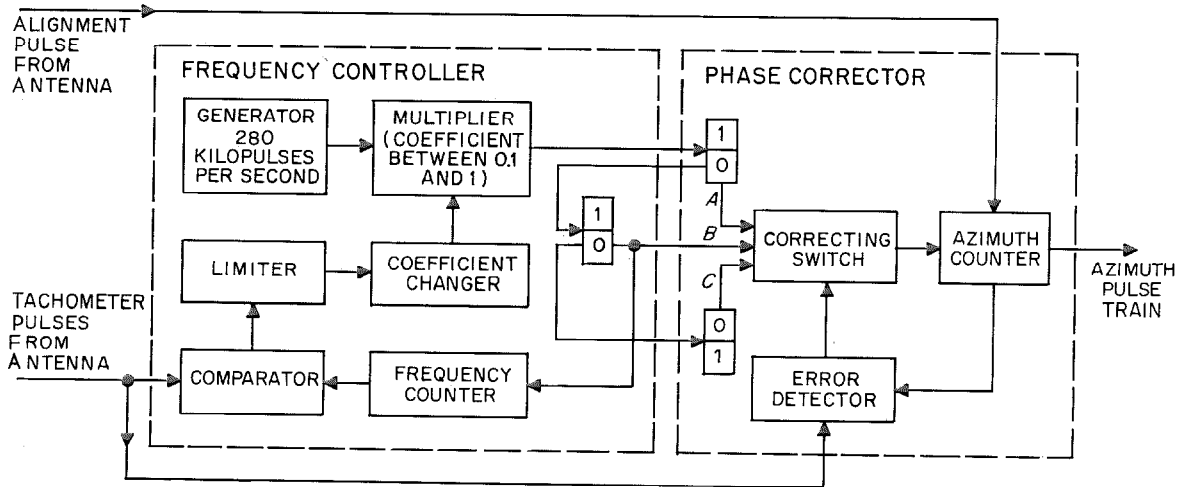 ALIGNMENT
PULSE
FROM
ANTENNA
FREQUENCY CONTROLLER
PHASE CORRECTOR
GENERATOR
280
KILOPULSES
PER SECOND
MULTIPLIER
(COEFFICIENT
BETWEEN 0.1
AND 1)
1
0
A
1
0
B
C
0
1
CORRECTING
SWITCH
AZIMUTH
COUNTER
AZIMUTH
PULSE
TRAIN
LIMITER
COEFFICIENT
CHANGER
TACHOMETER
PULSES
FROM
ANTENNA
COMPARATOR
FREQUENCY
COUNTER
ERROR
DETECTOR